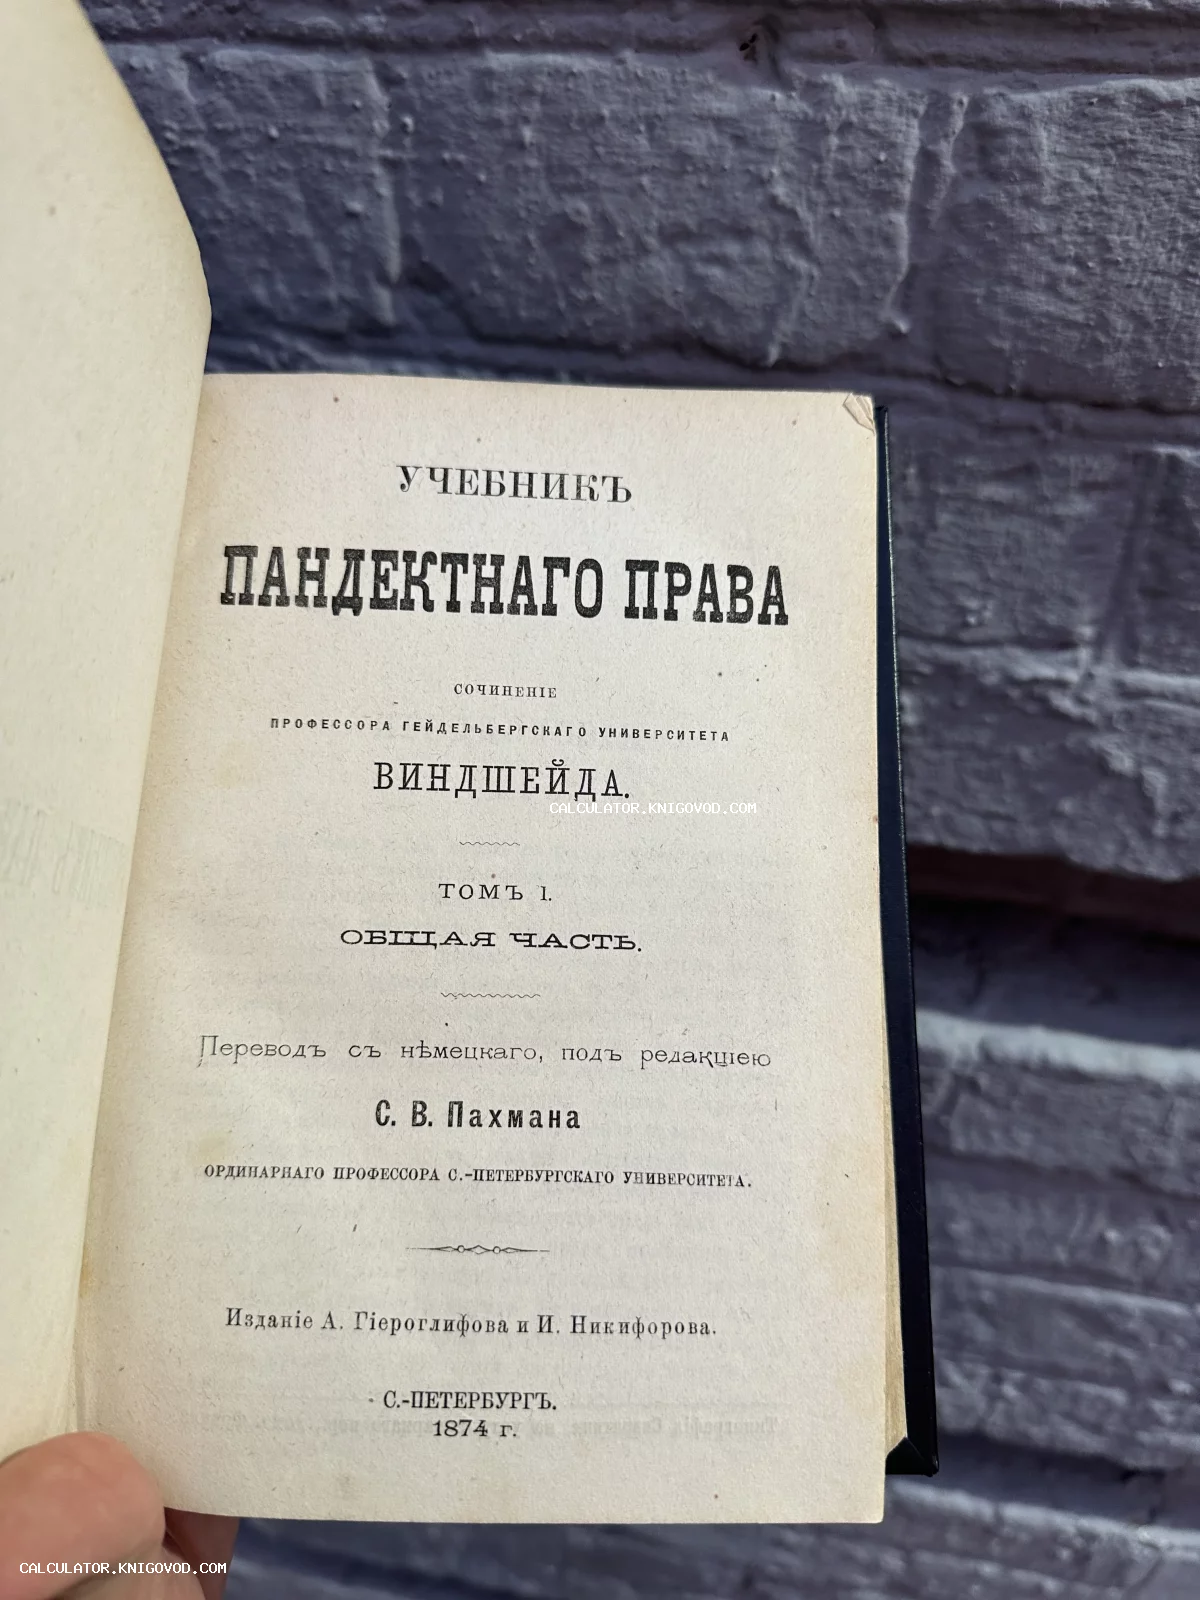 УЧЕБНИКЪ
ПАНДЕКТНАГО ПРАВА
СОЧИНЕНІЕ
ПРОФЕССОРА ГЕЙДЕЛЬБЕРГСКАГО УНИВЕРСИТЕТА
ВИНДШЕЙДА.
CALCULATOR.KNIGOVOD.COM
ТОМЪ I.
ОБЩАЯ ЧАСТЬ.
Переводъ съ нѣмецкаго, подъ редакціею
С. В. Пахмана
ОРДИНАРНАГО ПРОФЕССОРА С.-ПЕТЕРБУРГСКАГО УНИВЕРСИТЕТА.
Изданіе А. Гіероглифова и И. Никифорова.
С.-ПЕТЕРБУРГЪ.
1874 г.
CALCULATOR.KNIGOVOD.COM